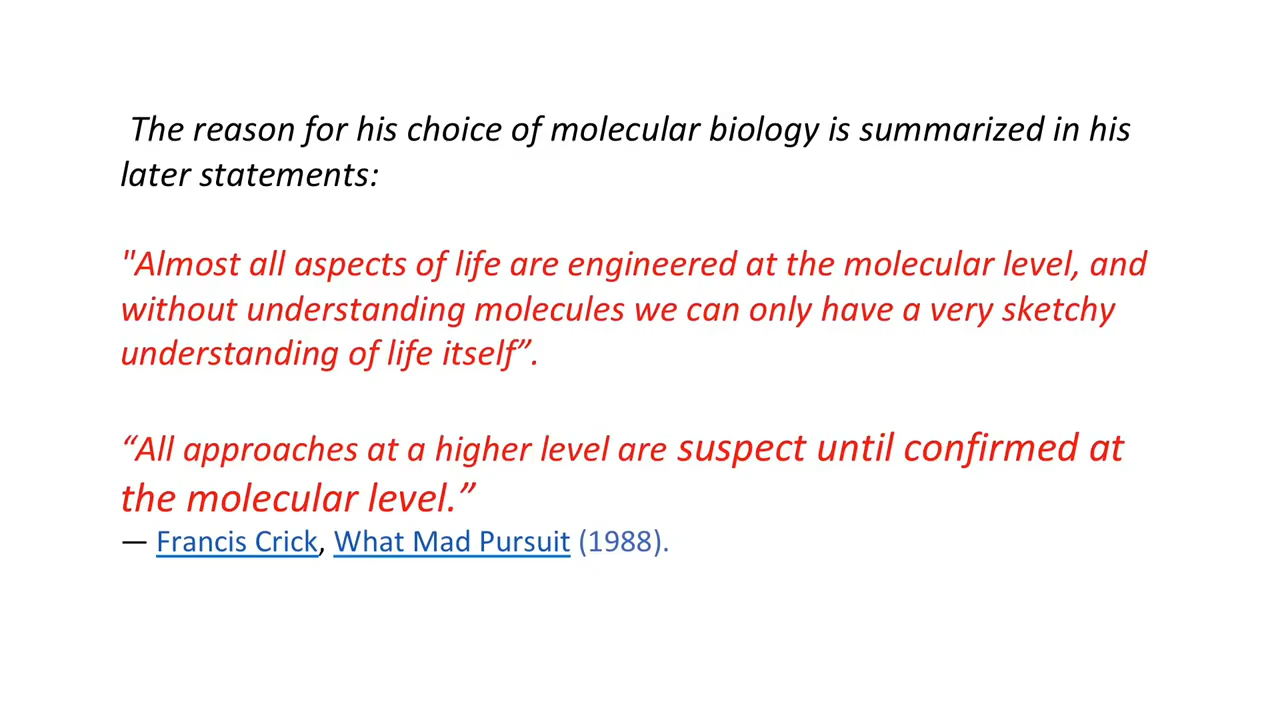 The reason for his choice of molecular biology is summarized in his
later statements:
"Almost all aspects of life are engineered at the molecular level, and
without understanding molecules we can only have a very sketchy
understanding of life itself”.
“All approaches at a higher level are suspect until confirmed at
the molecular level.”
— Francis Crick, What Mad Pursuit (1988).